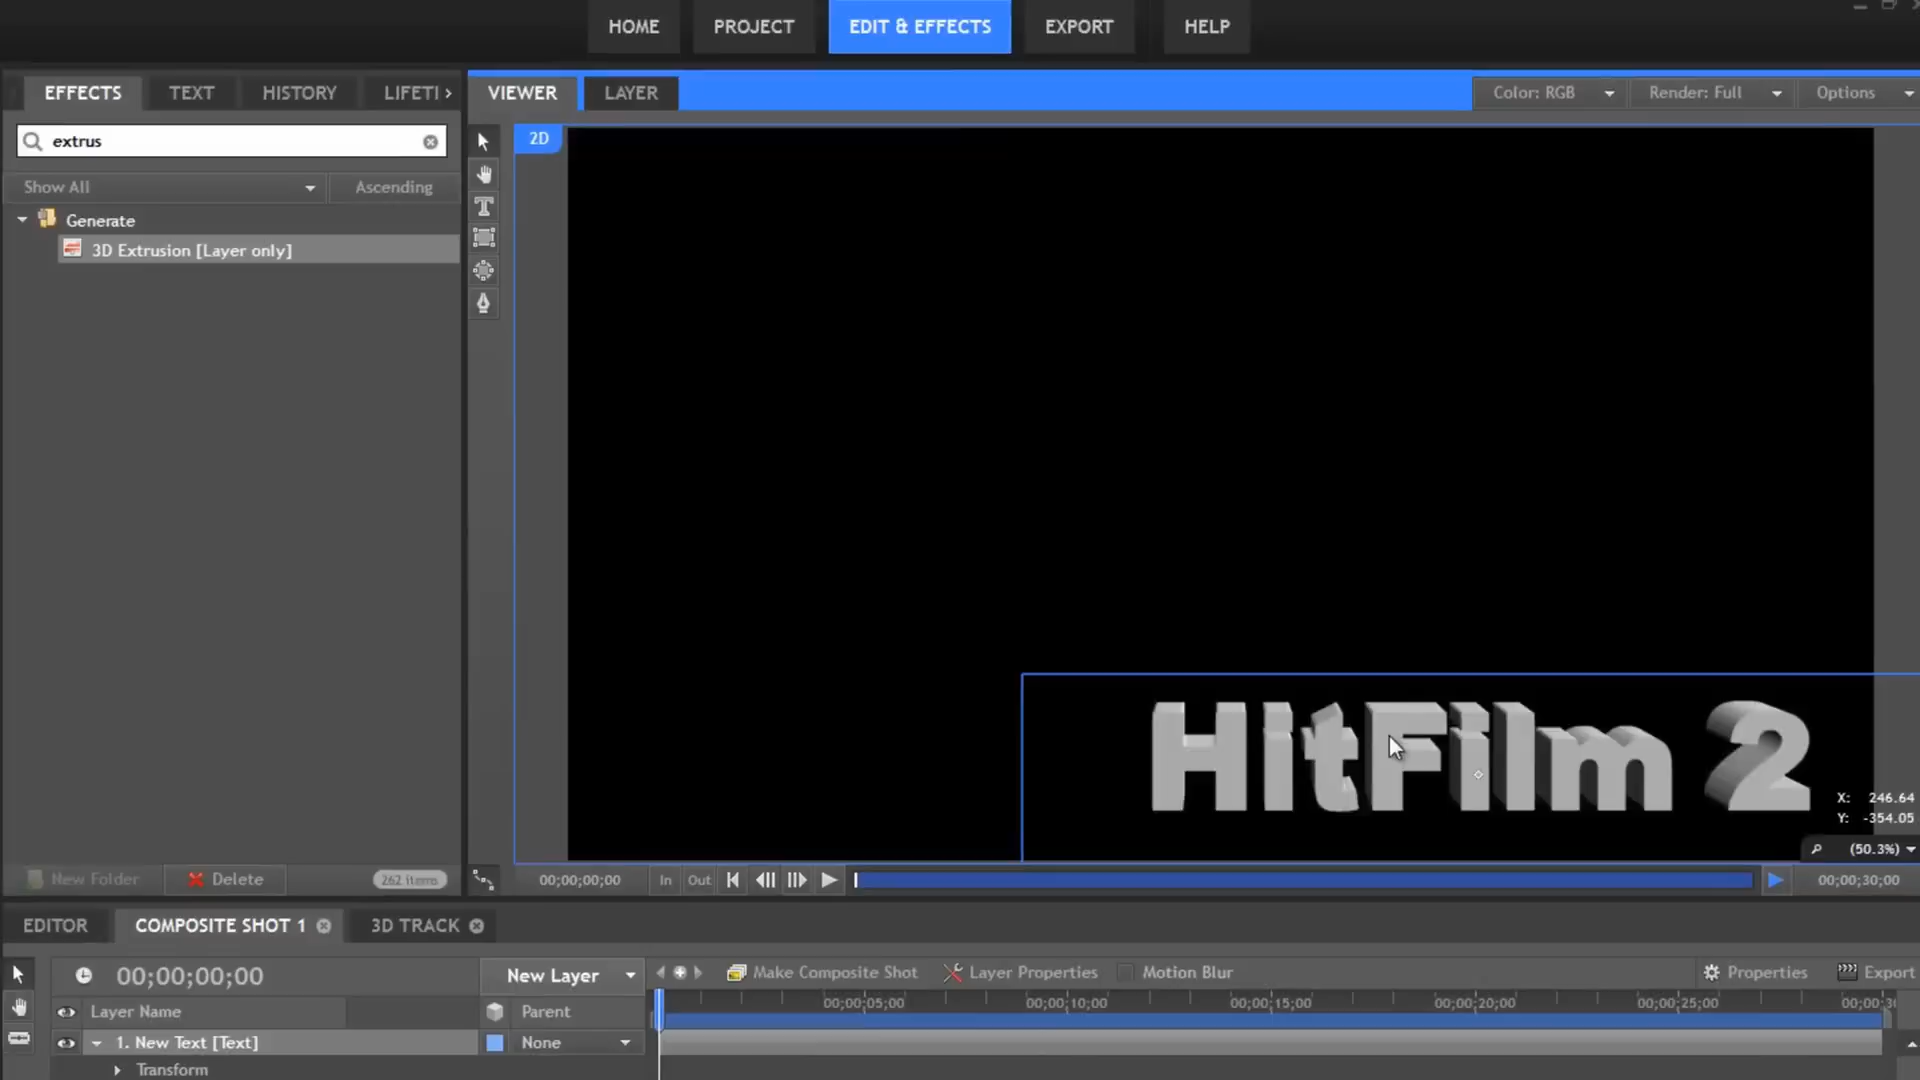 HOME PROJECT EDIT & EFFECTS EXPORT HELP
EFFECTS TEXT HISTORY LIFETI
VIEWER LAYER Color: RGB Render: Full Options
extrus
2D
Show All Ascending
Generate
3D Extrusion [Layer only]
HitFilm 2
X: 246.64
Y: -354.05
(50.3%)
New Folder Delete 262 items
00;00;00;00 In Out 00;00;30;00
EDITOR COMPOSITE SHOT 1 3D TRACK
00;00;00;00 New Layer Make Composite Shot Layer Properties Motion Blur Properties Export
00;00;05;00 00;00;10;00 00;00;15;00 00;00;20;00 00;00;25;00 00;00;3
Layer Name Parent
1. New Text [Text] None
Transform